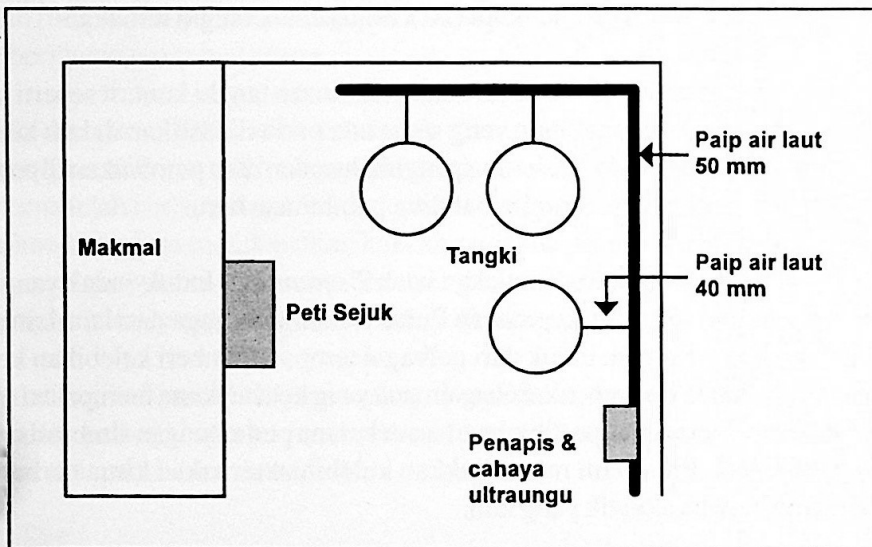 Paip air laut
50 mm
Makmal
Tangki
Paip air laut
40 mm
Peti Sejuk
Penapis &
cahaya
ultraungu